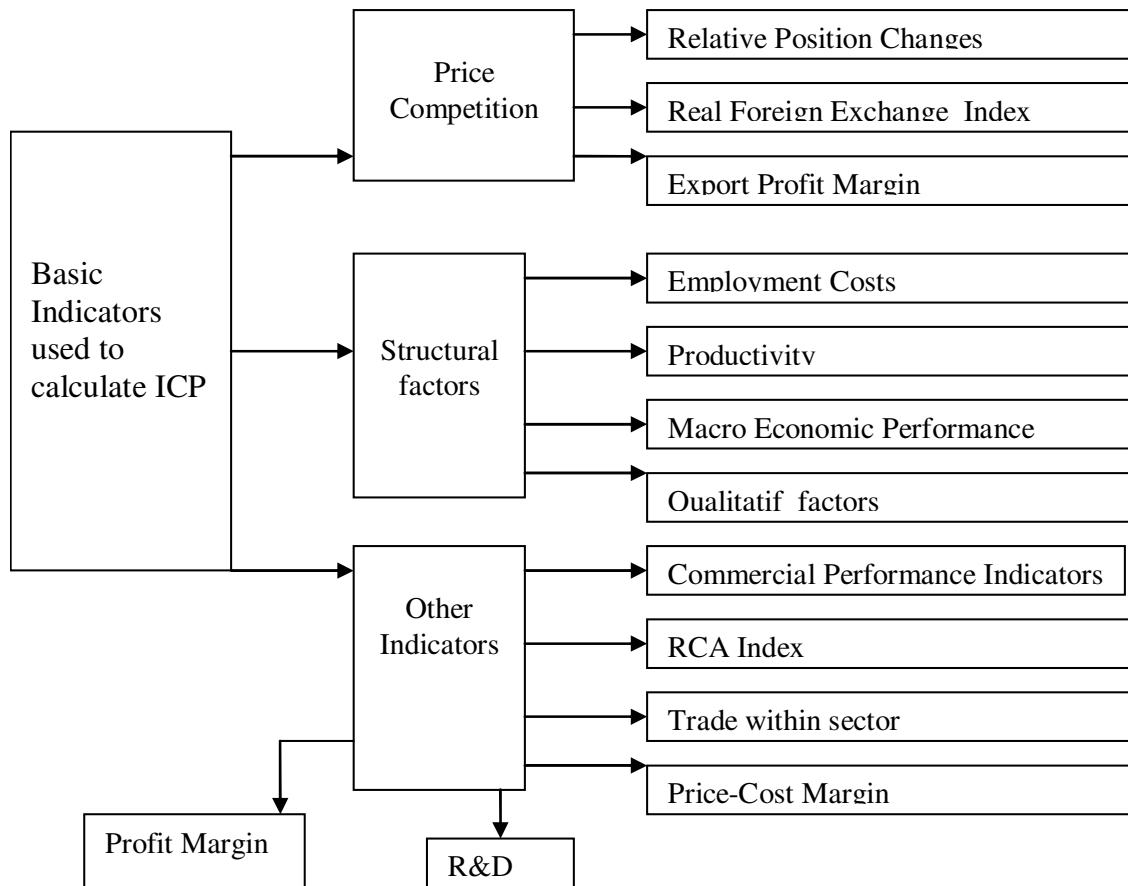 Basic
Indicators
used to
calculate ICP
Price
Competition
Relative Position Changes
Real Foreign Exchange Index
Export Profit Margin
Structural
factors
Employment Costs
Productivity
Macro Economic Performance
Qualitatif factors
Other
Indicators
Commercial Performance Indicators
RCA Index
Trade within sector
Price-Cost Margin
Profit Margin
R&D